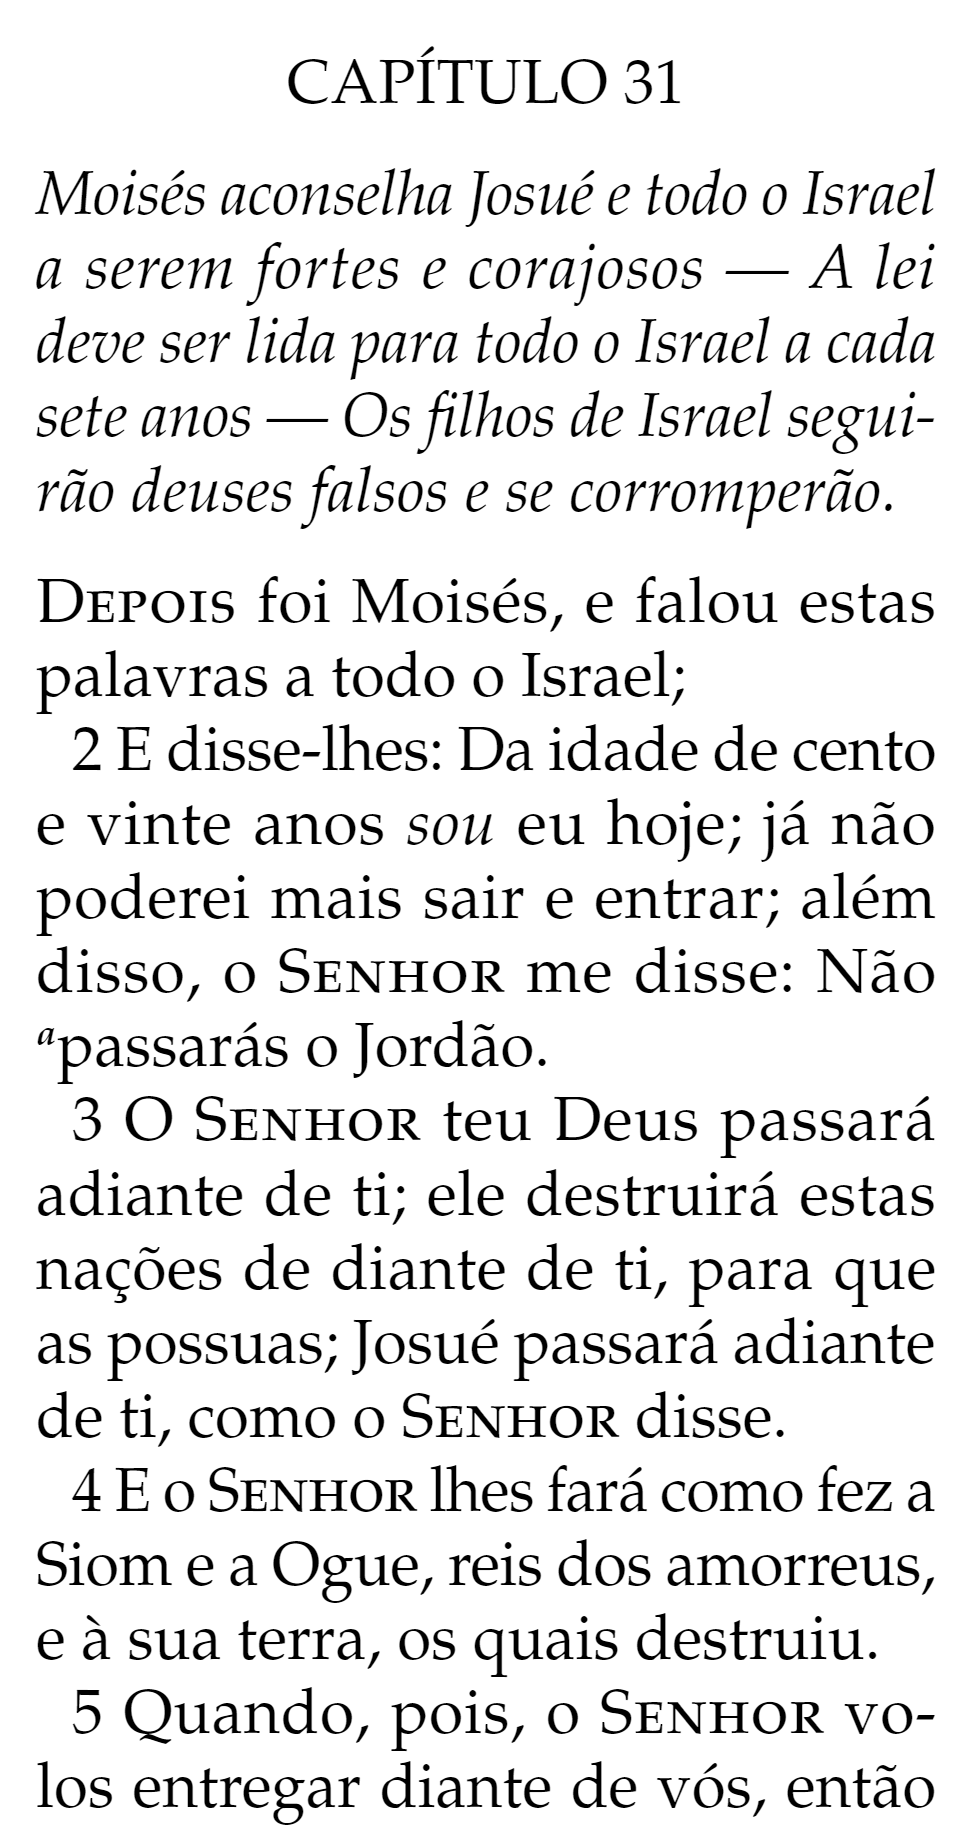 CAPÍTULO 31
Moisés aconselha Josué e todo o Israel
a serem fortes e corajosos — A lei
deve ser lida para todo o Israel a cada
sete anos — Os filhos de Israel segui-
rão deuses falsos e se corromperão.
DEPOIS foi Moisés, e falou estas
palavras a todo o Israel;
2 E disse-lhes: Da idade de cento
e vinte anos sou eu hoje; já não
poderei mais sair e entrar; além
disso, o SENHOR me disse: Não
ᵃpassarás o Jordão.
3 O SENHOR teu Deus passará
adiante de ti; ele destruirá estas
nações de diante de ti, para que
as possuas; Josué passará adiante
de ti, como o SENHOR disse.
4 E o SENHOR lhes fará como fez a
Siom e a Ogue, reis dos amorreus,
e à sua terra, os quais destruiu.
5 Quando, pois, o SENHOR vo-
los entregar diante de vós, então